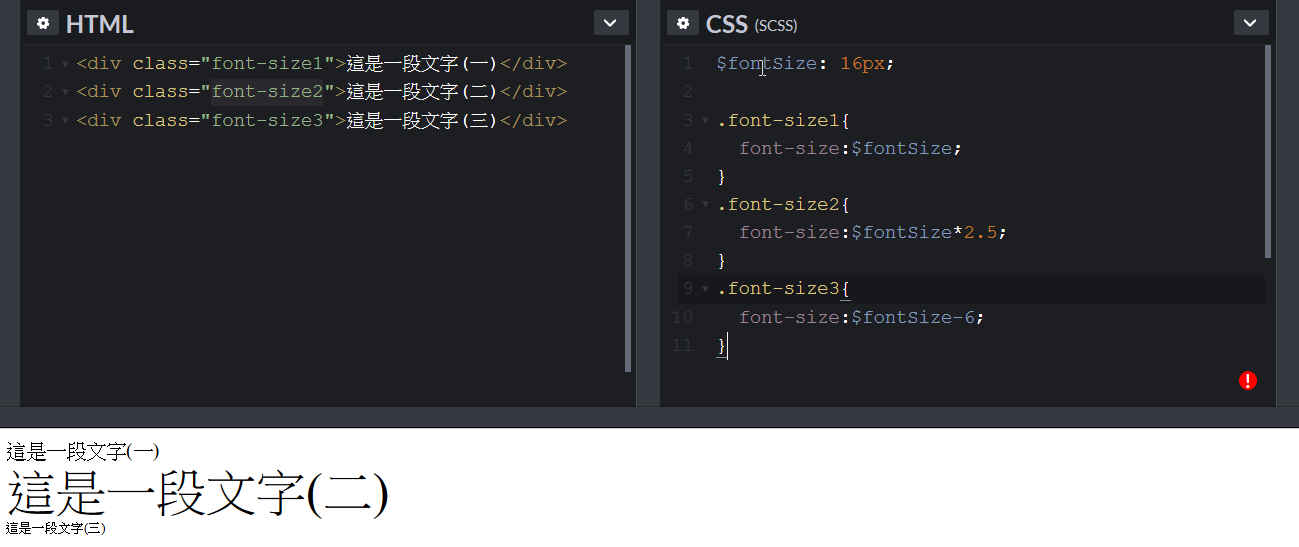 HTML
1 <div class="font-size1">這是一段文字(一)</div>
2 <div class="font-size2">這是一段文字(二)</div>
3 <div class="font-size3">這是一段文字(三)</div>
CSS (SCSS)
1 $fontSize: 16px;
2
3 .font-size1{
4 font-size:$fontSize;
5 }
6 .font-size2{
7 font-size:$fontSize*2.5;
8 }
9 .font-size3{
10 font-size:$fontSize-6;
11 }
這是一段文字(一)
這是一段文字(二)
這是一段文字(三)